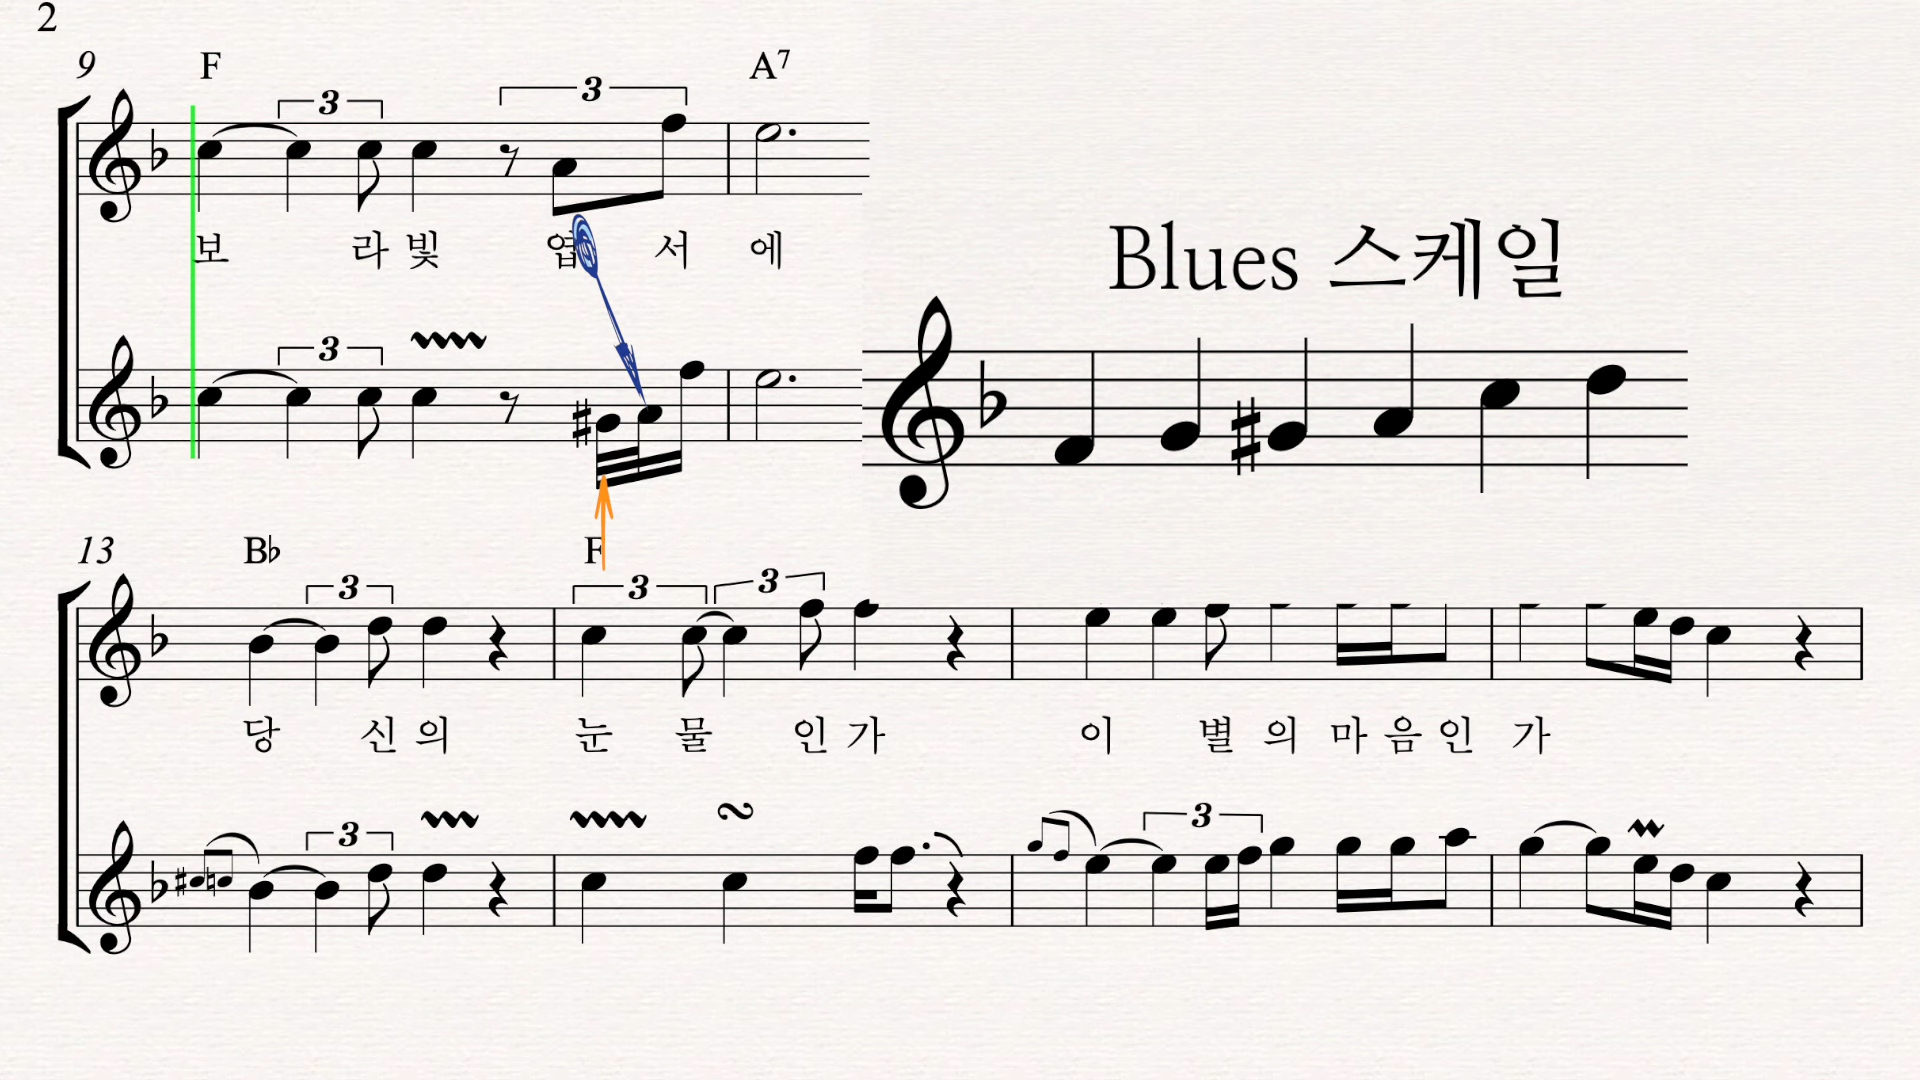 2
9 F A7
3 3
보 라 빛 엽 서 에
3
Blues 스케일
13 B♭ F
3 3 3
당 신 의 눈 물 인 가 이 별 의 마 음 인 가
3 3